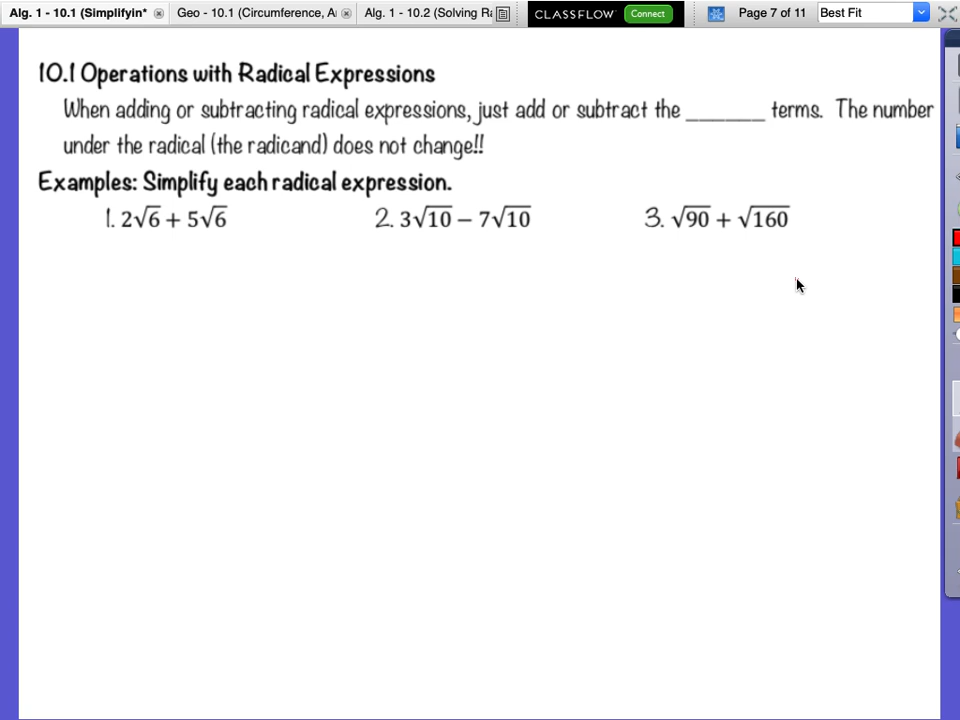 Alg. 1 - 10.1 (Simplifyin* Geo - 10.1 (Circumference, A Alg. 1 - 10.2 (Solving Ra CLASSFLOW Connect Page 7 of 11 Best Fit
10.1 Operations with Radical Expressions
When adding or subtracting radical expressions, just add or subtract the ______ terms. The number
under the radical (the radicand) does not change!!
Examples: Simplify each radical expression.
1. 2√6 + 5√6 2. 3√10 − 7√10 3. √90 + √160